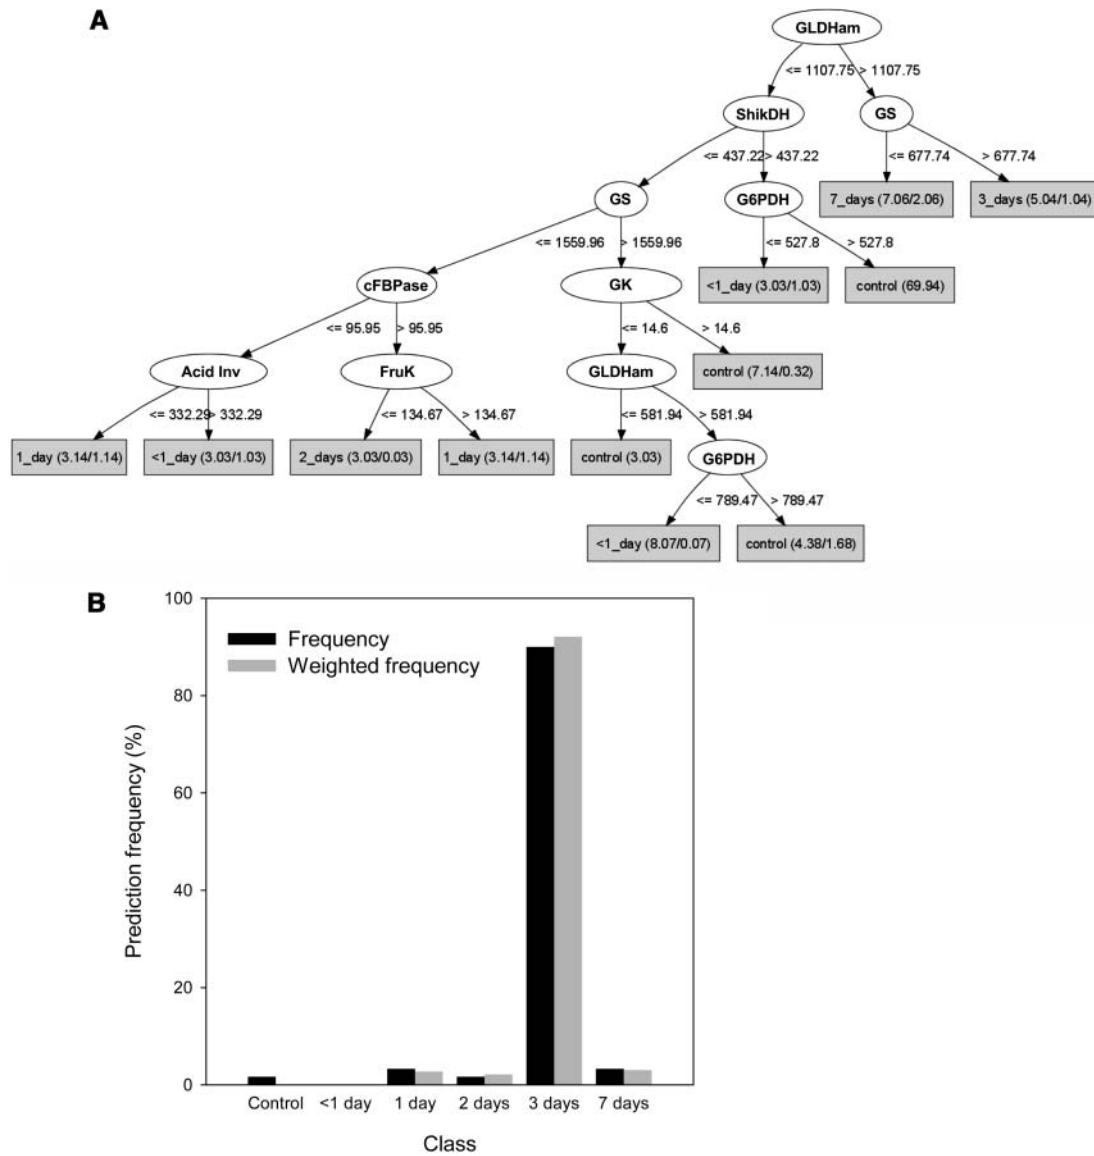 A
GLDHam
<= 1107.75 > 1107.75
ShikDH GS
<= 437.22 > 437.22 <= 677.74 > 677.74
GS G6PDH 7_days (7.06/2.06) 3_days (5.04/1.04)
<= 1559.96 > 1559.96 <= 527.8 > 527.8
cFBPase GK <1_day (3.03/1.03) control (69.94)
<= 95.95 > 95.95 <= 14.6 > 14.6
Acid Inv FruK GLDHam control (7.14/0.32)
<= 332.29 > 332.29 <= 134.67 > 134.67 <= 581.94 > 581.94
1_day (3.14/1.14) <1_day (3.03/1.03) 2_days (3.03/0.03) 1_day (3.14/1.14) control (3.03) G6PDH
<= 789.47 > 789.47
<1_day (8.07/0.07) control (4.38/1.68)
B
100
Frequency
Weighted frequency
80
60
40
20
0
Prediction frequency (%)
Control <1 day 1 day 2 days 3 days 7 days
Class